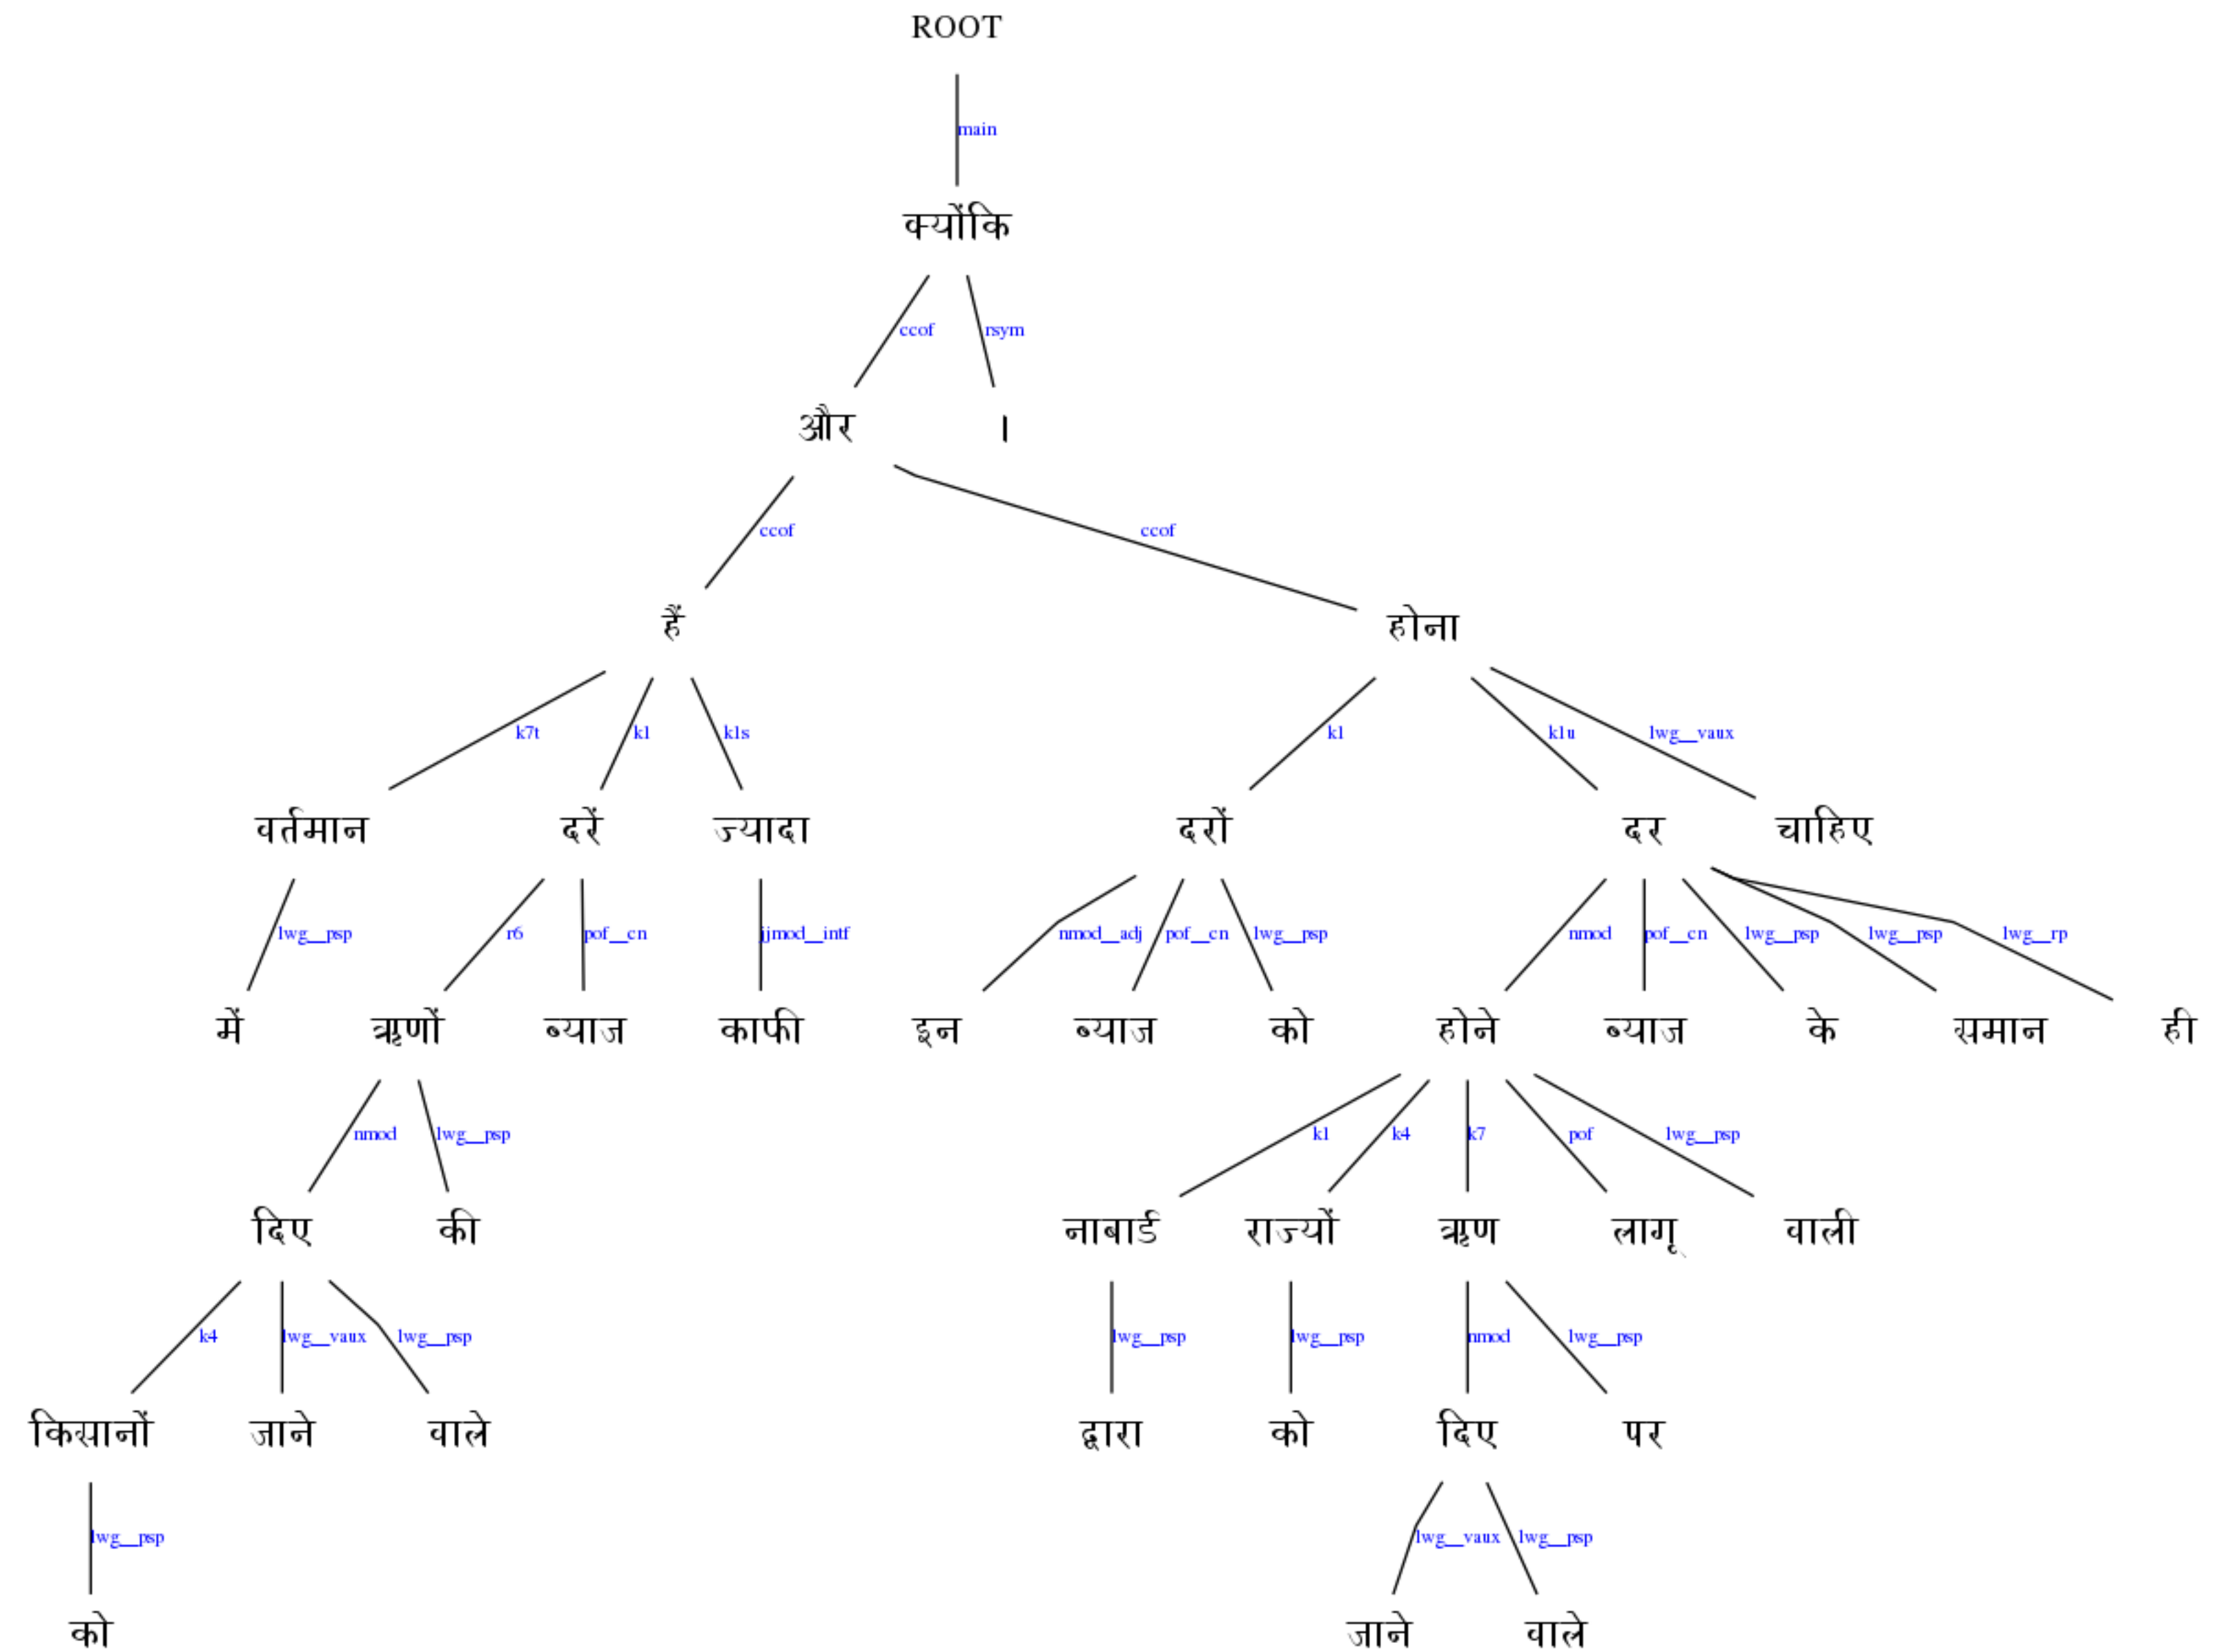 ROOT
main
क्योंकि
ccof rsym
और ।
ccof ccof
हैं होना
k7t k1 k1s k1 k1u lwg__vaux
वर्तमान दरें ज्यादा दरों दर चाहिए
lwg__psp r6 pof__cn jjmod__intf nmod__adj pof__cn lwg__psp nmod pof__cn lwg__psp lwg__psp lwg__rp
में ऋणों ब्याज काफी इन ब्याज को होने ब्याज के समान ही
nmod lwg__psp k1 k4 k7 pof lwg__psp
दिए की नाबार्ड राज्यों ऋण लागू वाली
k4 lwg__vaux lwg__psp lwg__psp lwg__psp nmod lwg__psp
किसानों जाने वाले द्वारा को दिए पर
lwg__psp lwg__vaux lwg__psp
को जाने वाले